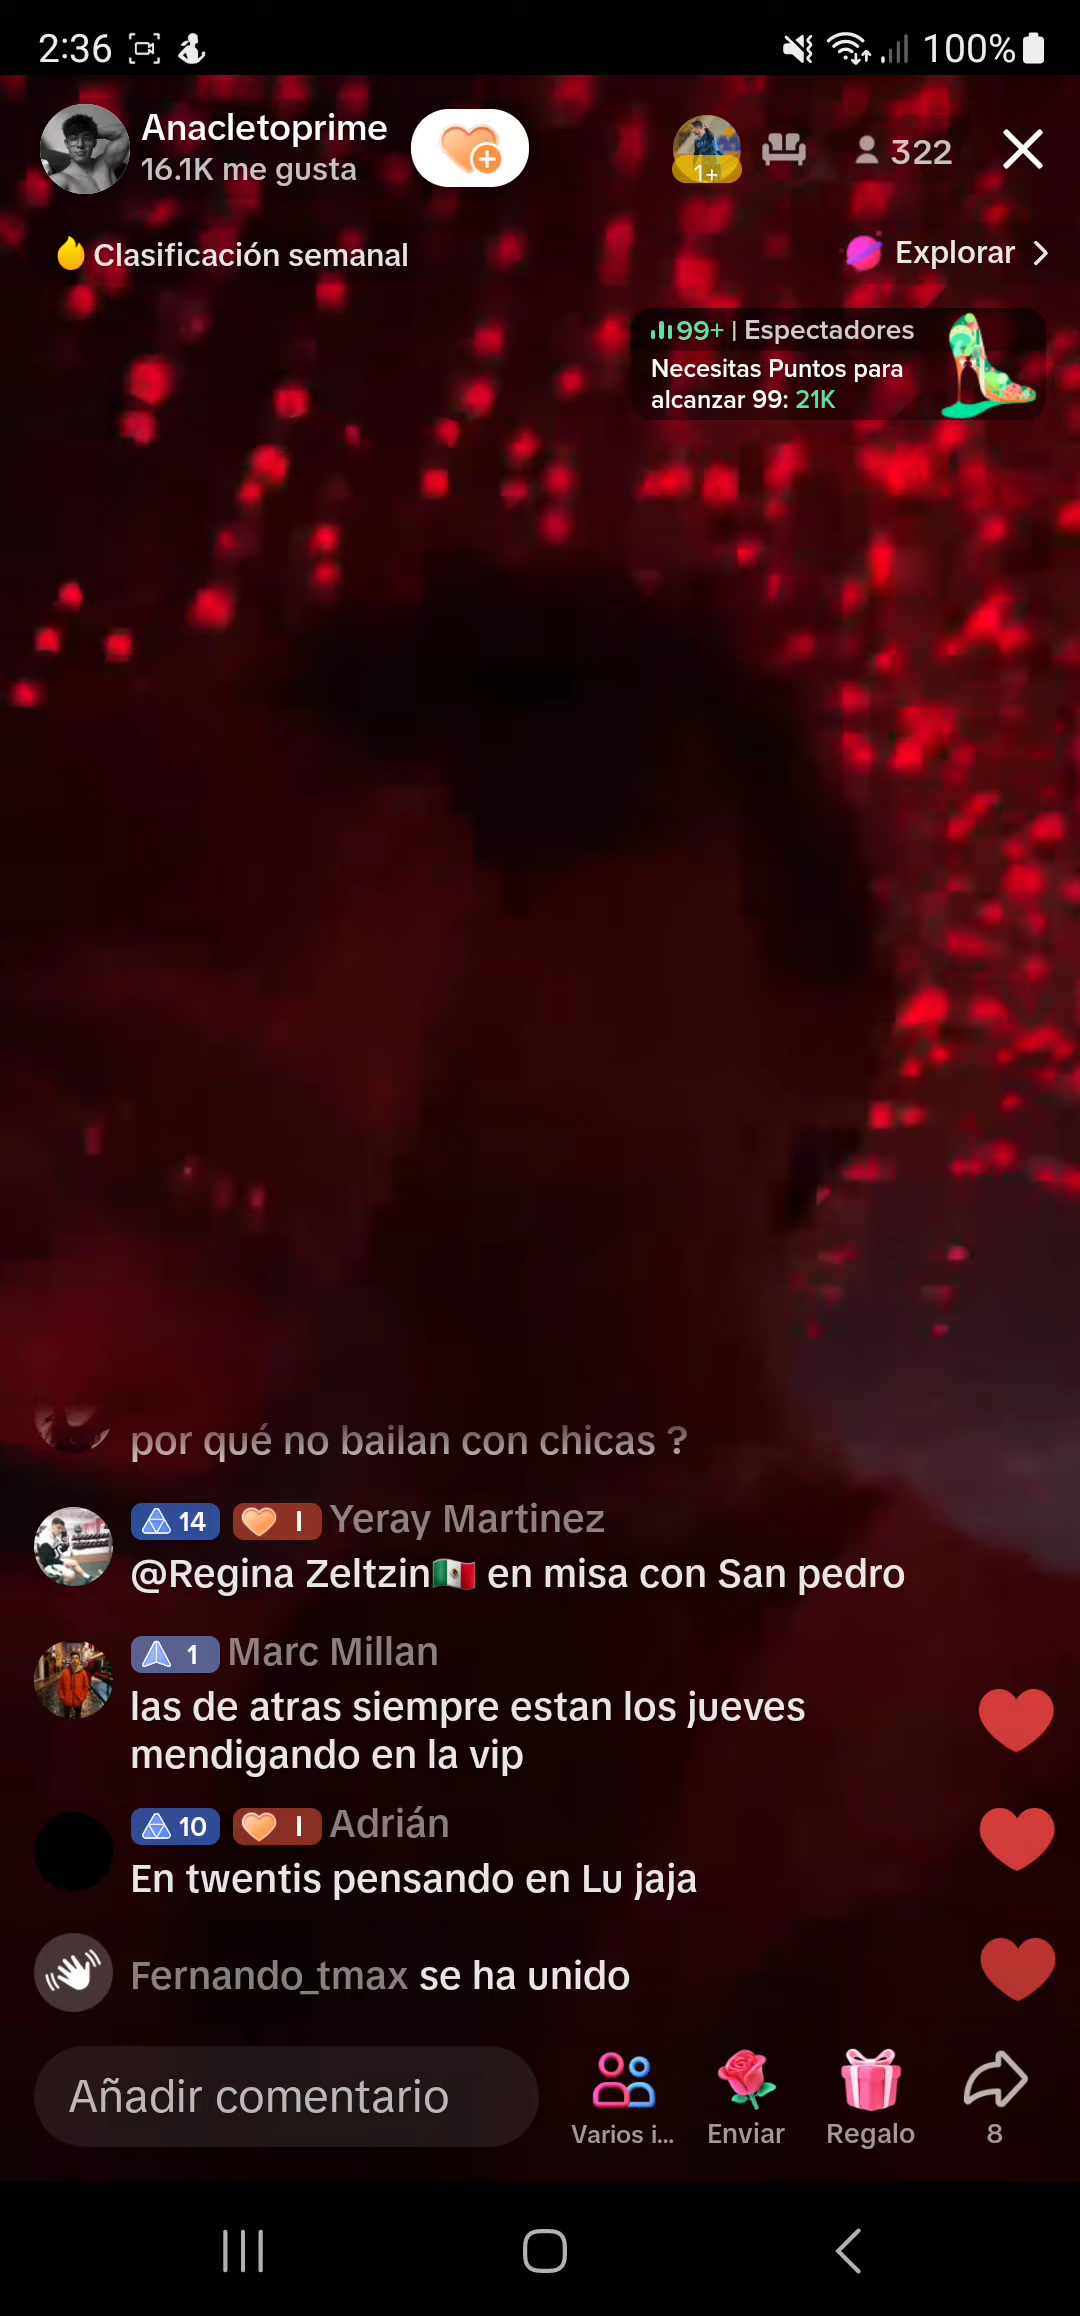 2:36
100%
Anacletoprime
16.1K me gusta
1+
322
Clasificación semanal
Explorar
99+ | Espectadores
Necesitas Puntos para
alcanzar 99: 21K
por qué no bailan con chicas ?
14 I Yeray Martinez
@Regina Zeltzin🇲🇽 en misa con San pedro
1 Marc Millan
las de atras siempre estan los jueves
mendigando en la vip
10 I Adrián
En twentis pensando en Lu jaja
Fernando_tmax se ha unido
Añadir comentario
Varios i...
Enviar
Regalo
8